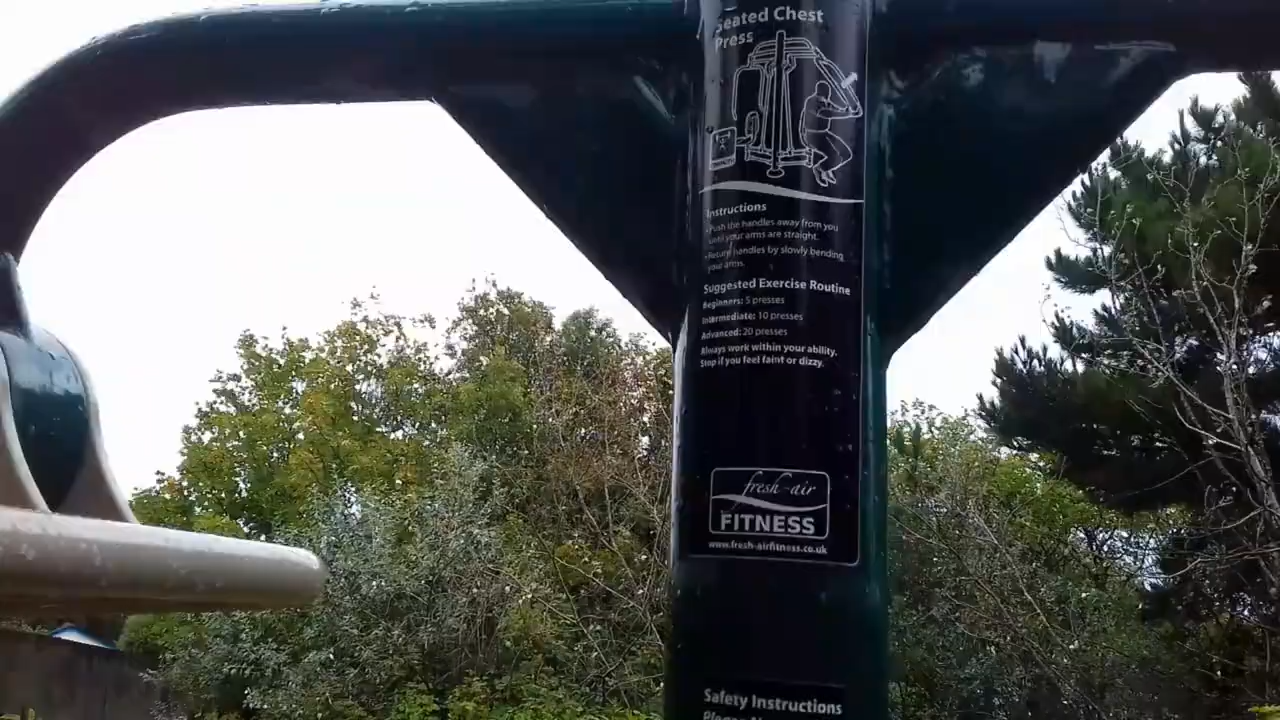 Seated Chest
Press
Instructions
• Push the handles away from you
until your arms are straight.
• Return handles by slowly bending
your arms.
Suggested Exercise Routine
Beginners: 5 presses
Intermediate: 10 presses
Advanced: 20 presses
Always work within your ability.
Stop if you feel faint or dizzy.
fresh-air
FITNESS
www.fresh-airfitness.co.uk
Safety Instructions
Please